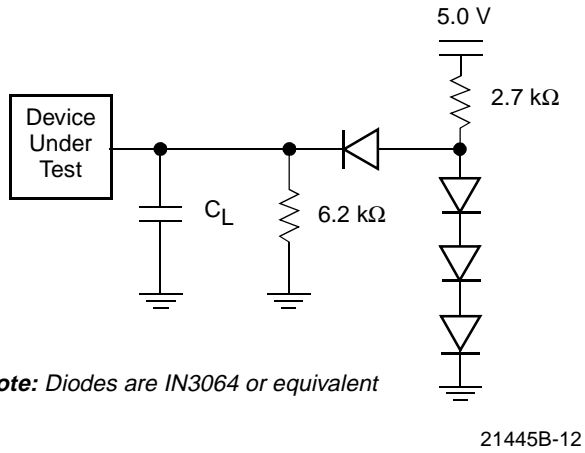 5.0 V
2.7 kΩ
Device
Under
Test
CL
6.2 kΩ
ote: Diodes are IN3064 or equivalent
21445B-12